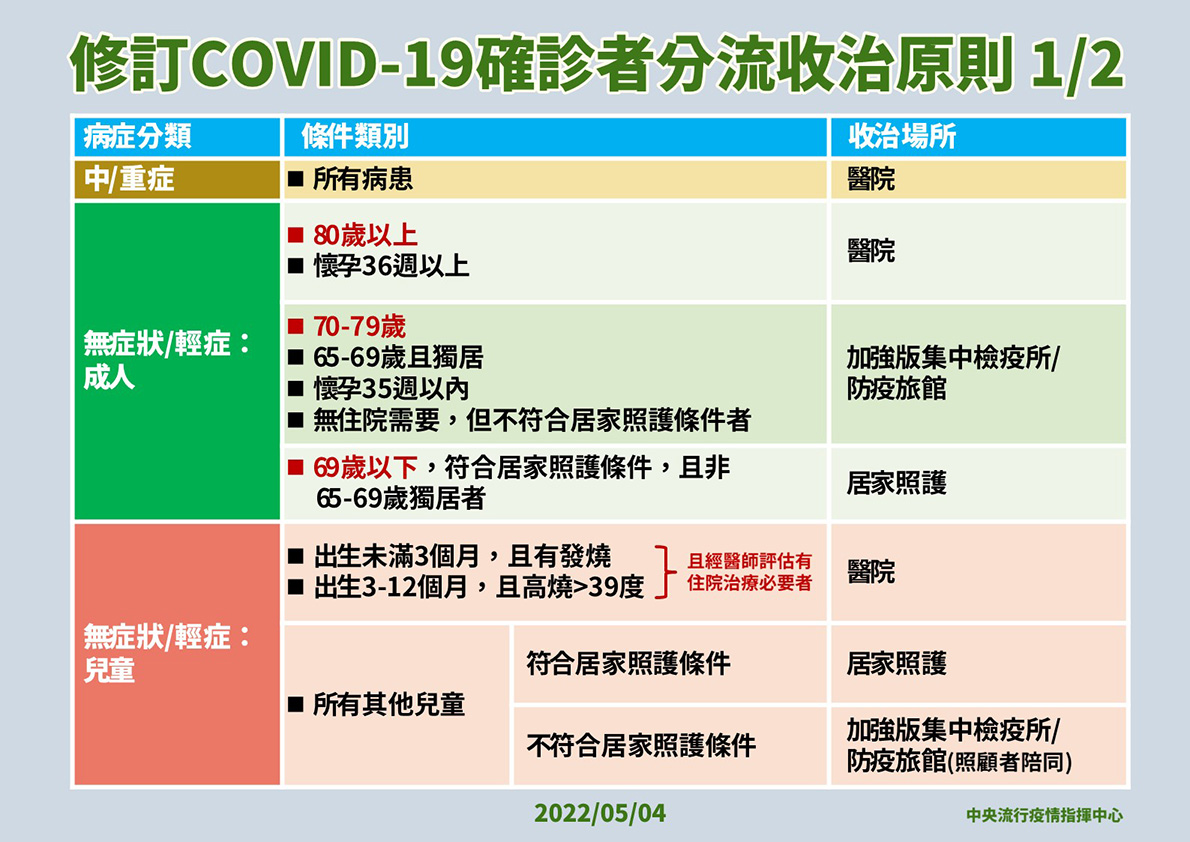 修訂COVID-19確診者分流收治原則 1/2
病症分類
條件類別
收治場所
中/重症
■ 所有病患
醫院
無症狀/輕症：
成人
■ 80歲以上
■ 懷孕36週以上
醫院
■ 70-79歲
■ 65-69歲且獨居
■ 懷孕35週以內
■ 無住院需要，但不符合居家照護條件者
加強版集中檢疫所/
防疫旅館
■ 69歲以下，符合居家照護條件，且非
65-69歲獨居者
居家照護
無症狀/輕症：
兒童
■ 出生未滿3個月，且有發燒
■ 出生3-12個月，且高燒>39度
且經醫師評估有
住院治療必要者
醫院
■ 所有其他兒童
符合居家照護條件
居家照護
不符合居家照護條件
加強版集中檢疫所/
防疫旅館(照顧者陪同)
2022/05/04
中央流行疫情指揮中心